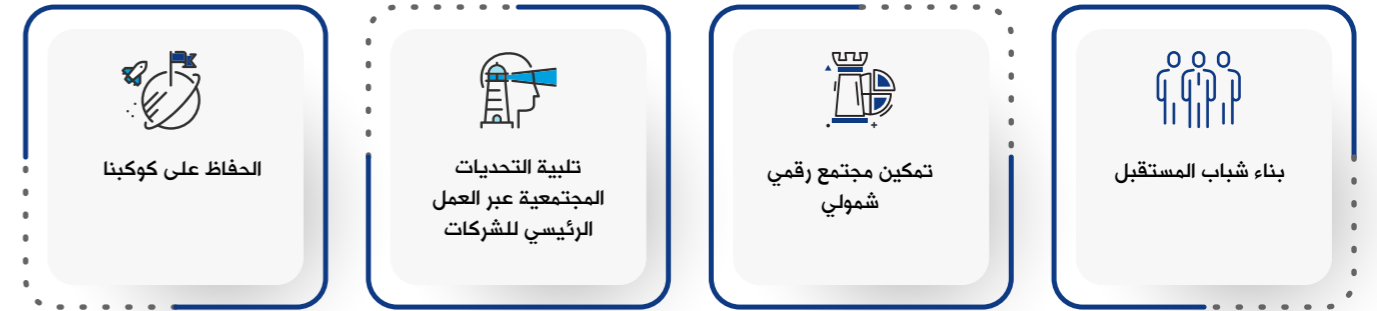 بناء شباب المستقبل
تمكين مجتمع رقمي
شمولي
تلبية التحديات
المجتمعية عبر العمل
الرئيسي للشركات
الحفاظ على كوكبنا